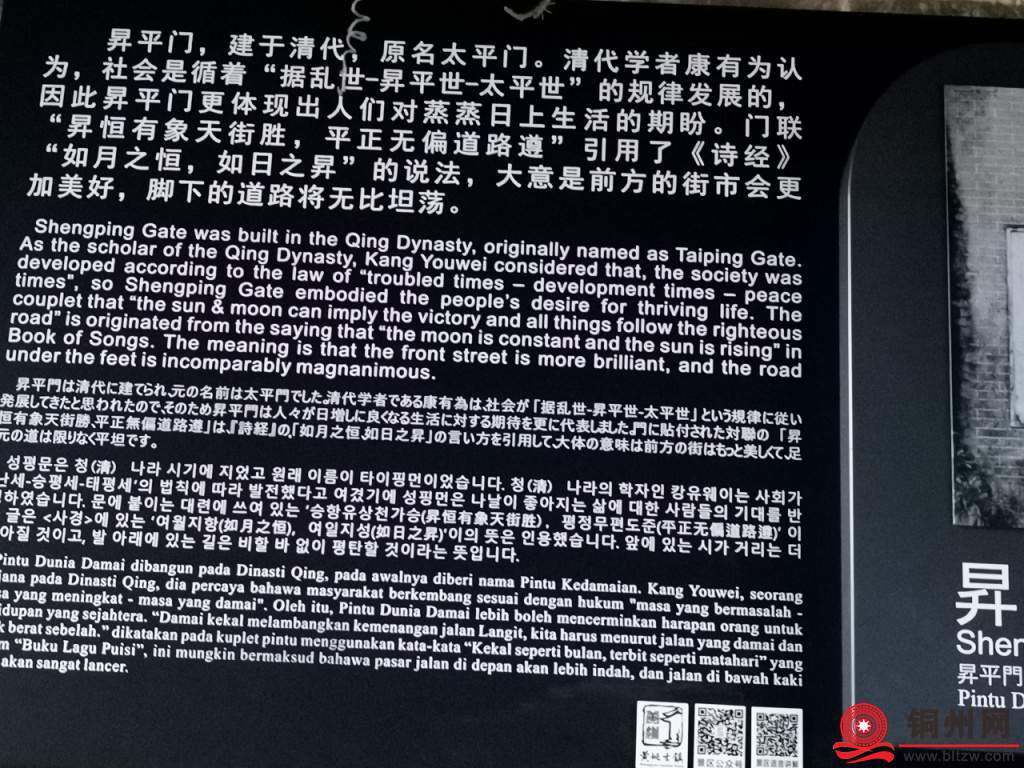 昇平门，建于清代，原名太平门。清代学者康有为认
为，社会是循着“据乱世-昇平世-太平世”的规律发展的，
因此昇平门更体现出人们对蒸蒸日上生活的期盼。门联
“昇恒有象天街胜，平正无偏道路遵”引用了《诗经》
“如月之恒，如日之昇”的说法，大意是前方的街市会更
加美好，脚下的道路将无比坦荡。
Shengping Gate was built in the Qing Dynasty, originally named as Taiping Gate.
As the scholar of the Qing Dynasty, Kang Youwei considered that, the society was
developed according to the law of “troubled times – development times – peace
times”, so Shengping Gate embodied the people’s desire for thriving life. The
couplet that “the sun & moon can imply the victory and all things follow the righteous
road” is originated from the saying that “the moon is constant and the sun is rising” in
Book of Songs. The meaning is that the front street is more brilliant, and the road
under the feet is incomparably magnanimous.
昇平門は清代に建てられ、元の名前は太平門でした。清代学者である康有為は、社会が「据乱世-昇平世-太平世」という規律に従い
発展してきたと思われたので、そのため昇平門は人々が日増しに良くなる生活に対する期待を更に代表しました。門に貼付された対聯の「昇
恒有象天街勝、平正無偏道路遵」は、『詩経』の、「如月之恒、如日之昇」の言い方を引用して、大体の意味は前方の街はもっと美しくて、足
元の道は限りなく平坦です。
성평문은 청(清) 나라 시기에 지었고 원래 이름이 타이핑먼이었습니다. 청(清) 나라의 학자인 캉유웨이는 사회가
난세-승평세-태평세’의 법칙에 따라 발전했다고 여겼기에 성핑먼은 나날이 좋아지는 삶에 대한 사람들의 기대를 반
하였습니다. 문에 붙이는 대련에 쓰여 있는 ‘승항유상천가승(昇恒有象天街胜), 평정무편도준(平正无偏道路遵)’ 이
글은 <사경>에 있는 ‘여월지항(如月之恒), 여일지성(如日之昇)’이의 뜻은 인용했습니다. 앞에 있는 시가 거리는 더
아질 것이고, 발 아래에 있는 길은 비할 바 없이 평탄할 것이라는 뜻입니다.
Pintu Dunia Damai dibangun pada Dinasti Qing, pada awalnya diberi nama Pintu Kedamaian. Kang Youwei, seorang
jana pada Dinasti Qing, dia percaya bahawa masyarakat berkembang sesuai dengan hukum "masa yang bermasalah -
sa yang meningkat - masa yang damai". Oleh itu, Pintu Dunia Damai lebih boleh mencerminkan harapan orang untuk
idupan yang sejahtera. “Damai kekal melambangkan kemenangan jalan Langit, kita harus menurut jalan yang damai dan
k berat sebelah.” dikatakan pada kuplet pintu menggunakan kata-kata “Kekal seperti bulan, terbit seperti matahari” yang
m “Buku Lagu Puisi”, ini mungkin bermaksud bahawa pasar jalan di depan akan lebih indah, dan jalan di bawah kaki
akan sangat lancer.
昇
Shen
昇平門
Pintu D
景区公众号
景区语音讲解
铜州网
www.bltzw.com